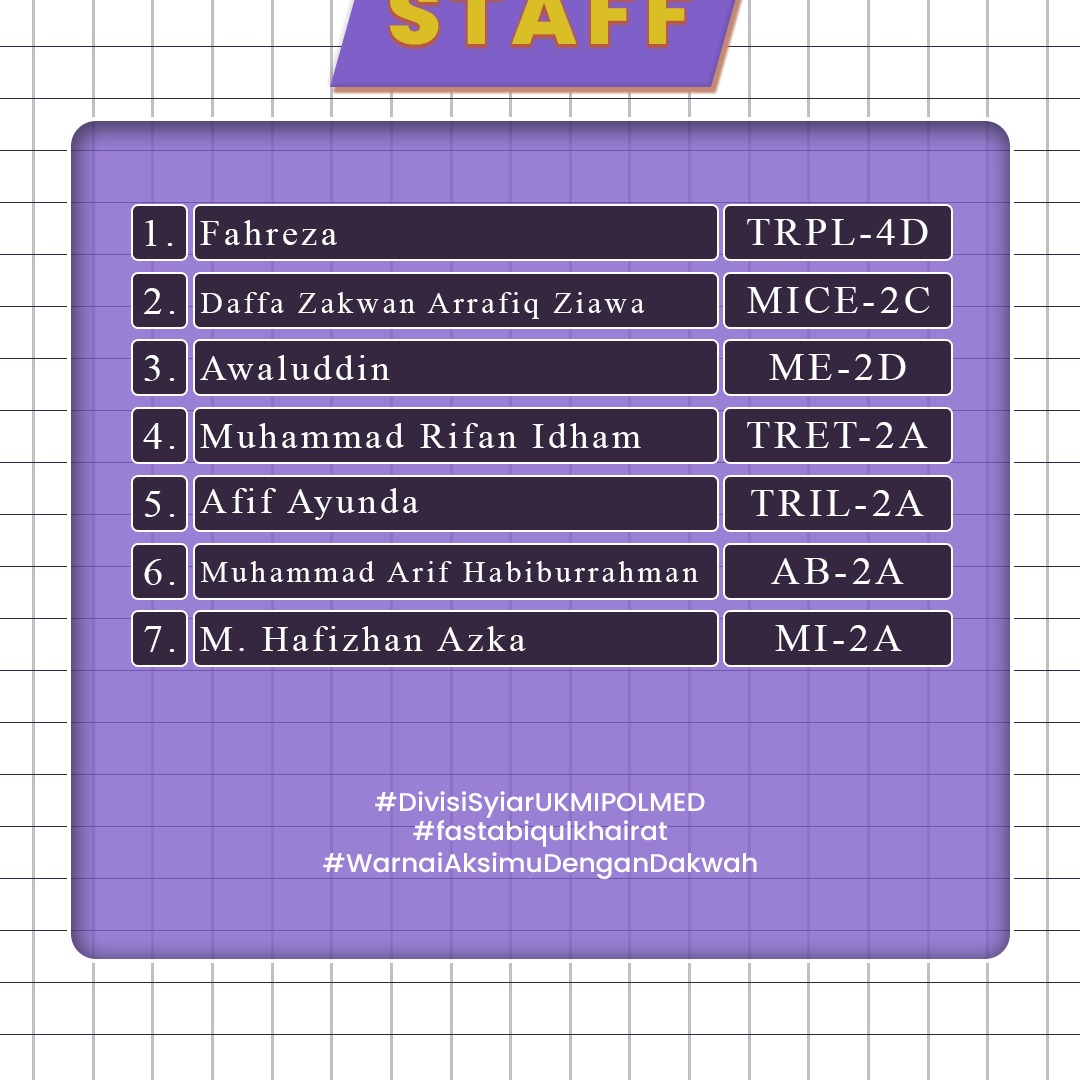 STAFF
1. Fahreza TRPL-4D
2. Daffa Zakwan Arrafiq Ziawa MICE-2C
3. Awaluddin ME-2D
4. Muhammad Rifan Idham TRET-2A
5. Afif Ayunda TRIL-2A
6. Muhammad Arif Habiburrahman AB-2A
7. M. Hafizhan Azka MI-2A
#DivisiSyiarUKMIPOLMED
#fastabiqulkhairat
#WarnaiAksimuDenganDakwah